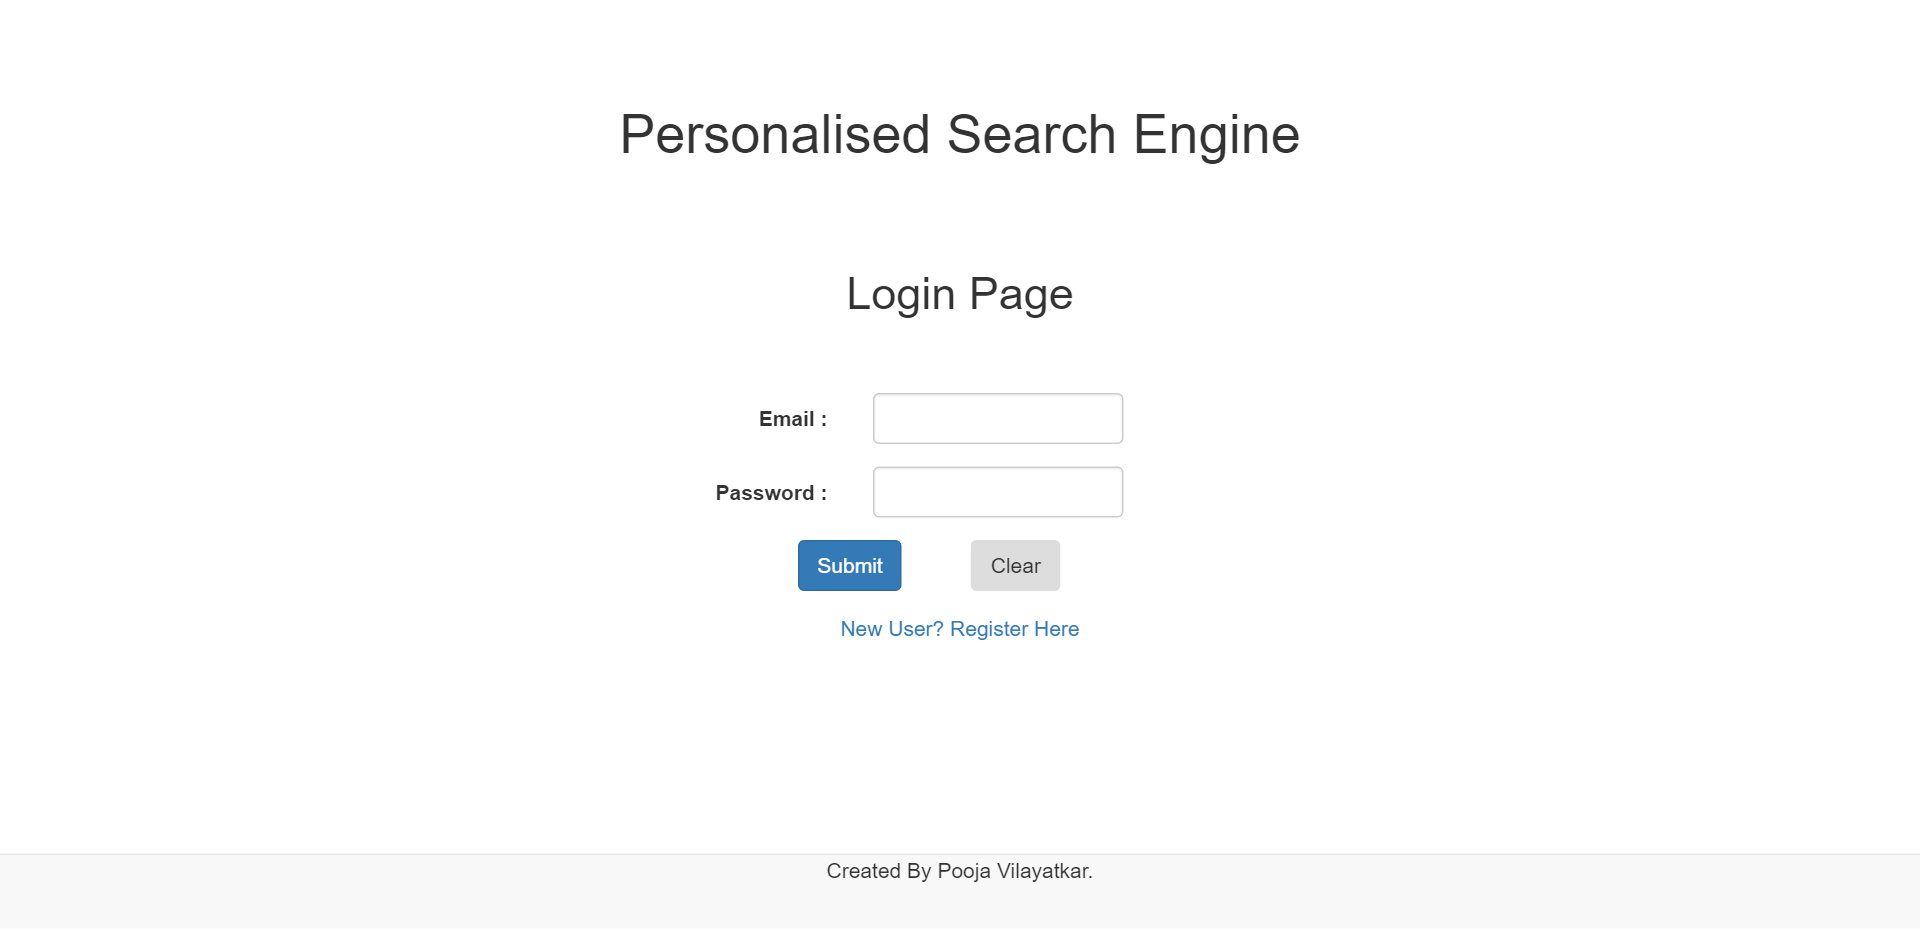 Personalised Search Engine
Login Page
Email :
Password :
Submit Clear
New User? Register Here
Created By Pooja Vilayatkar.